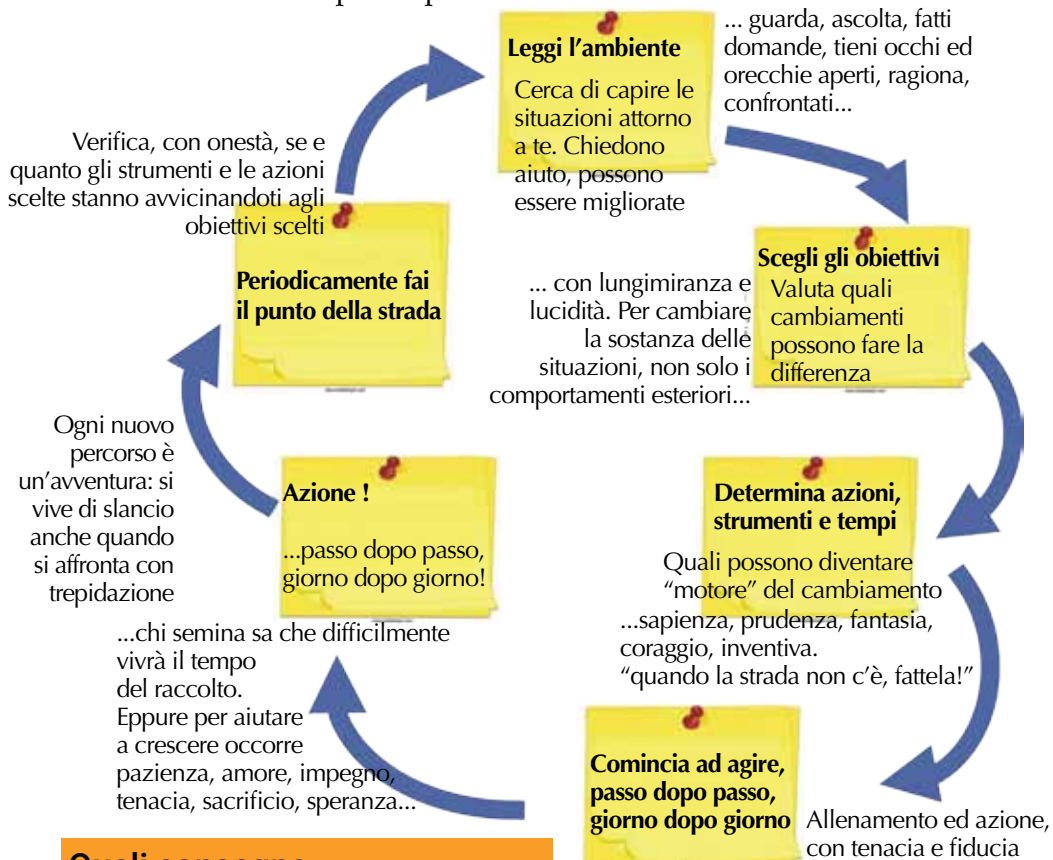 Leggi l'ambiente
Cerca di capire le
situazioni attorno
a te. Chiedono
aiuto, possono
essere migliorate
... guarda, ascolta, fatti
domande, tieni occhi ed
orecchie aperti, ragiona,
confrontati...
Scegli gli obiettivi
Valuta quali
cambiamenti
possono fare la
differenza
... con lungimiranza e
lucidità. Per cambiare
la sostanza delle
situazioni, non solo i
comportamenti esteriori...
Determina azioni,
strumenti e tempi
Quali possono diventare
“motore” del cambiamento
...sapienza, prudenza, fantasia,
coraggio, inventiva.
“quando la strada non c'è, fattela!”
Comincia ad agire,
passo dopo passo,
giorno dopo giorno
Allenamento ed azione,
con tenacia e fiducia
...chi semina sa che difficilmente
vivrà il tempo
del raccolto.
Eppure per aiutare
a crescere occorre
pazienza, amore, impegno,
tenacia, sacrificio, speranza...
Azione !
...passo dopo passo,
giorno dopo giorno!
Ogni nuovo
percorso è
un'avventura: si
vive di slancio
anche quando
si affronta con
trepidazione
Periodicamente fai
il punto della strada
Verifica, con onestà, se e
quanto gli strumenti e le azioni
scelte stanno avvicinandoti agli
obiettivi scelti